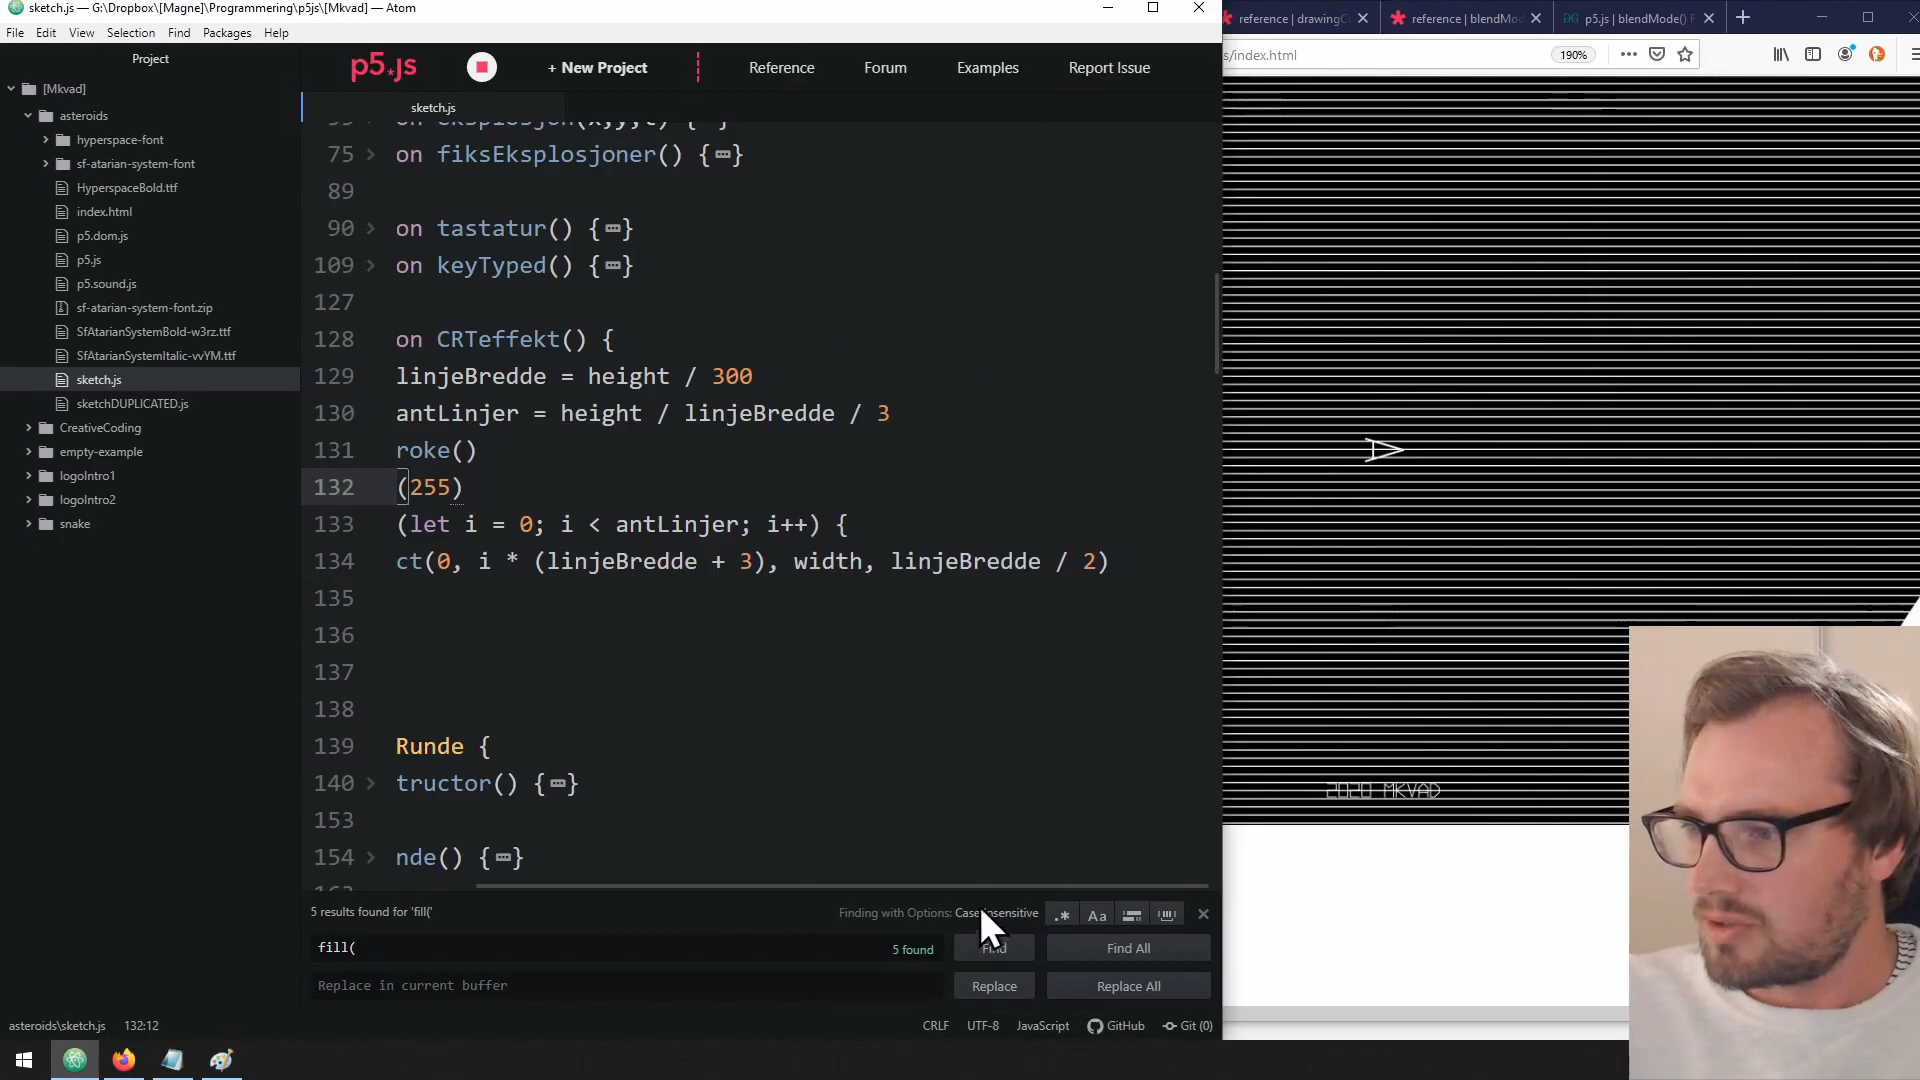 sketch.js — G:\Dropbox\[Magne]\Programmering\p5js\[Mkvad] — Atom
reference | drawingC
reference | blendMo
p5.js | blendMode() F
File Edit View Selection Find Packages Help
s/index.html
190%
Project
p5.js
+ New Project
Reference
Forum
Examples
Report Issue
sketch.js
[Mkvad]
asteroids
hyperspace-font
sf-atarian-system-font
HyperspaceBold.ttf
index.html
p5.dom.js
p5.js
p5.sound.js
sf-atarian-system-font.zip
SfAtarianSystemBold-w3rz.ttf
SfAtarianSystemItalic-vvYM.ttf
sketch.js
sketchDUPLICATED.js
CreativeCoding
empty-example
logoIntro1
logoIntro2
snake
75 on fiksEksplosjoner() {
89
90 on tastatur() {
109 on keyTyped() {
127
128 on CRTeffekt() {
129 linjeBredde = height / 300
130 antLinjer = height / linjeBredde / 3
131 roke()
132 (255)
133 (let i = 0; i < antLinjer; i++) {
134 ct(0, i * (linjeBredde + 3), width, linjeBredde / 2)
135
136
137
138
139 Runde {
140 tructor() {
153
154 nde() {
2020 MKVAD
5 results found for 'fill('
Finding with Options: Case Insensitive
.* Aa
fill(
5 found
Find
Find All
Replace in current buffer
Replace
Replace All
asteroids\sketch.js 132:12
CRLF UTF-8 JavaScript GitHub Git (0)